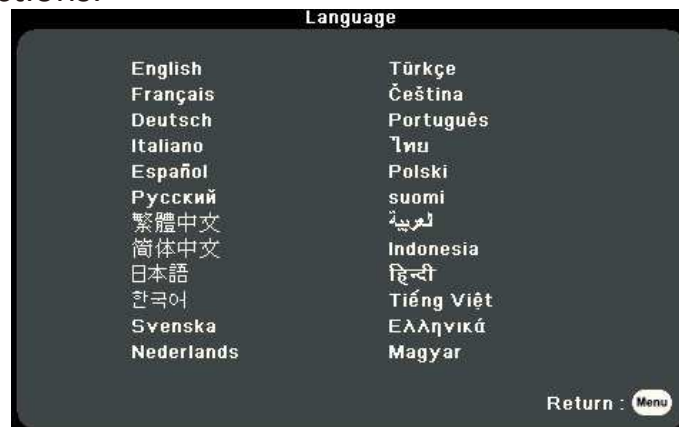 Language
English
Français
Deutsch
Italiano
Español
Русский
繁體中文
简体中文
日本語
한국어
Svenska
Nederlands
Türkçe
Čeština
Português
ไทย
Polski
suomi
العربية
Indonesia
हिन्दी
Tiếng Việt
Ελληνικά
Magyar
Return : Menu